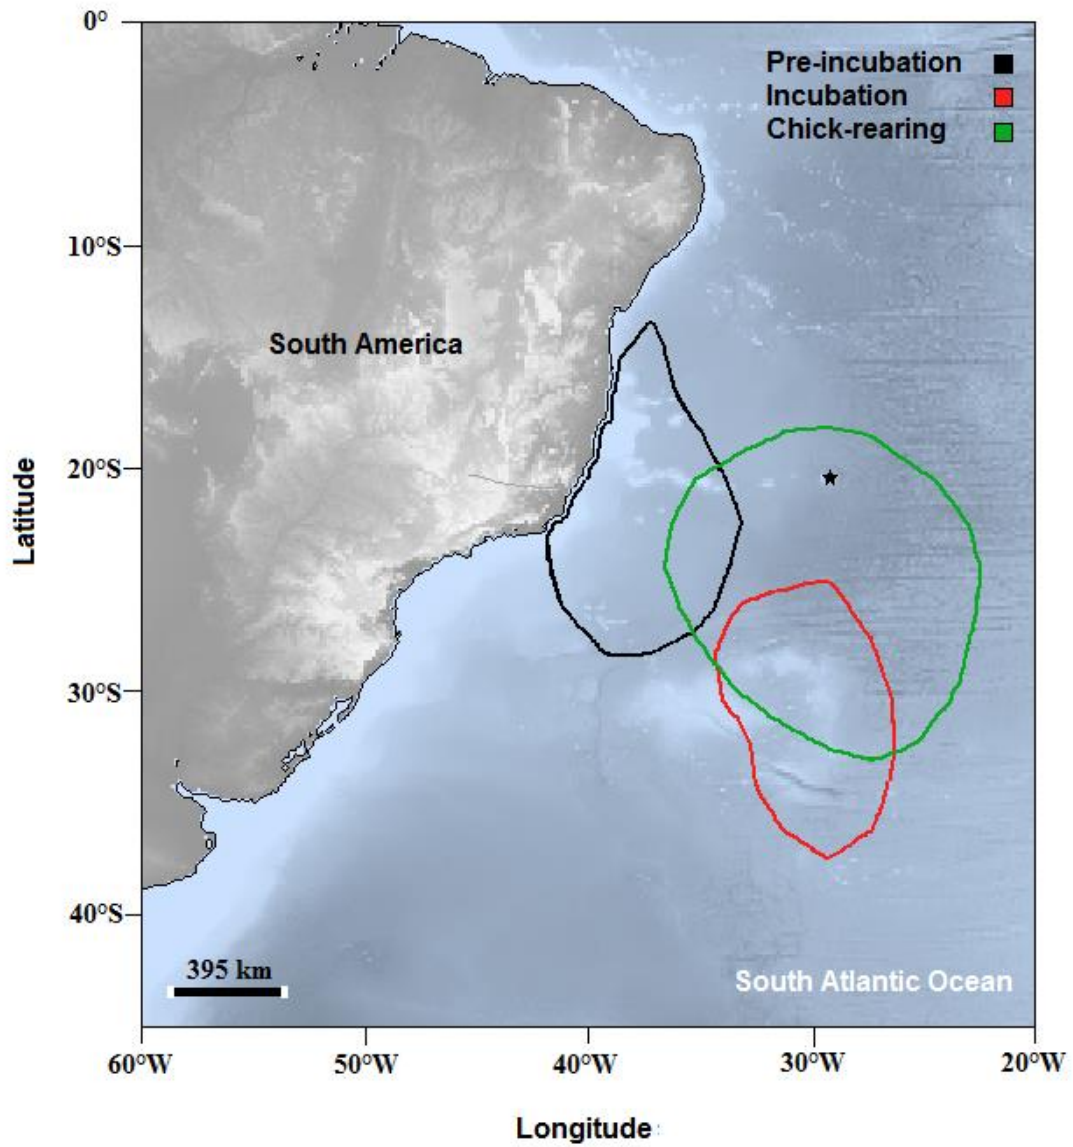 0°
Pre-incubation
Incubation
Chick-rearing
10°S
South America
20°S
Latitude
30°S
40°S
395 km
South Atlantic Ocean
60°W 50°W 40°W 30°W 20°W
Longitude